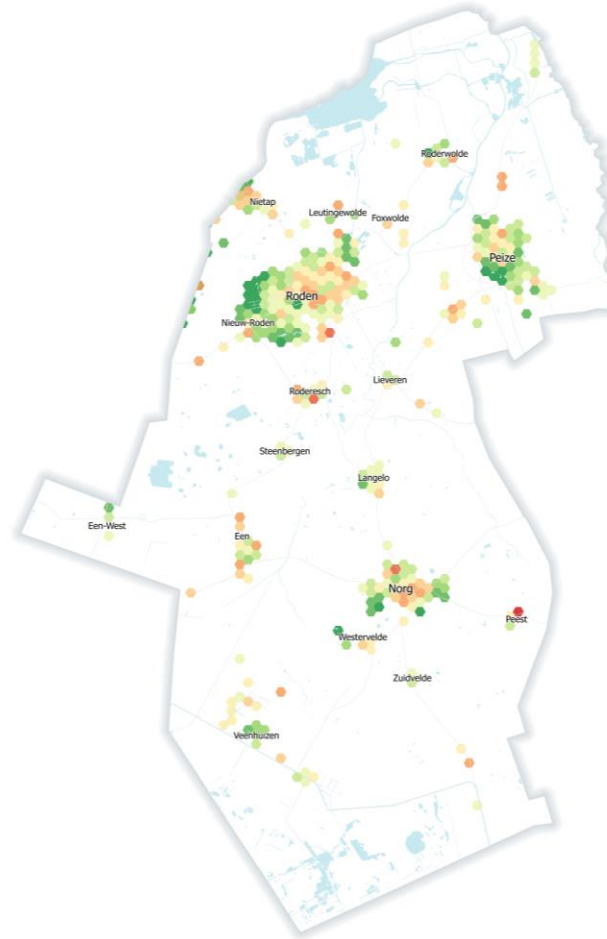 Roderwolde
Nietap
Leutingewolde
Foxwolde
Peize
Roden
Nieuw-Roden
Lieveren
Roderesch
Steenbergen
Langelo
Een-West
Een
Norg
Peest
Westervelde
Zuidvelde
Veenhuizen